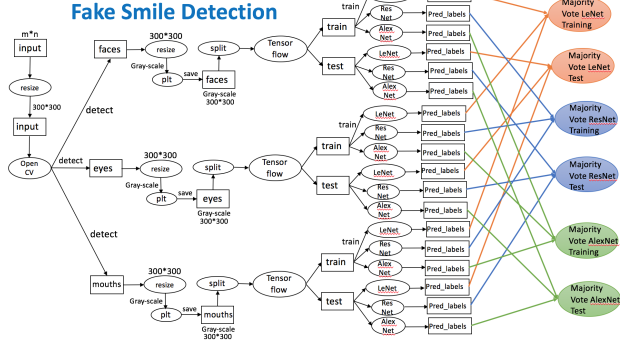 Fake Smile Detection
m*n
input
resize
300*300
input
Open
CV
detect
detect
detect
faces
300*300
resize
Gray-scale
plt
save
faces
Gray-scale
300*300
split
Tensor
flow
train
train
Res
Net
Alex
Net
test
LeNet
Res
Net
Alex
Net
Pred_labels
Pred_labels
Pred_labels
Pred_labels
Pred_labels
eyes
300*300
resize
Gray-scale
plt
save
eyes
Gray-scale
300*300
split
Tensor
flow
train
train
LeNet
Res
Net
Alex
Net
test
LeNet
Res
Net
Alex
Net
Pred_labels
Pred_labels
Pred_labels
Pred_labels
Pred_labels
Pred_labels
mouths
300*300
resize
Gray-scale
plt
save
mouths
Gray-scale
300*300
split
Tensor
flow
train
train
LeNet
Res
Net
Alex
Net
test
LeNet
Res
Net
Alex
Net
Pred_labels
Pred_labels
Pred_labels
Pred_labels
Pred_labels
Pred_labels
Majority
Vote LeNet
Training
Majority
Vote LeNet
Test
Majority
Vote ResNet
Training
Majority
Vote ResNet
Test
Majority
Vote AlexNet
Training
Majority
Vote AlexNet
Test